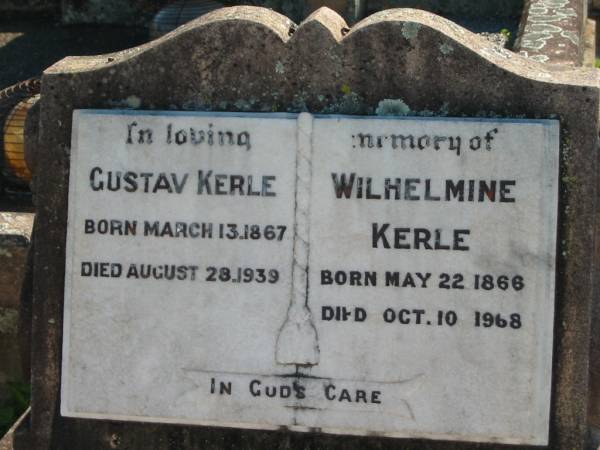 In loving memory of
GUSTAV KERLE
BORN MARCH 13.1867
DIED AUGUST 28.1939
WILHELMINE
KERLE
BORN MAY 22 1866
DIED OCT. 10 1968
IN GOD'S CARE